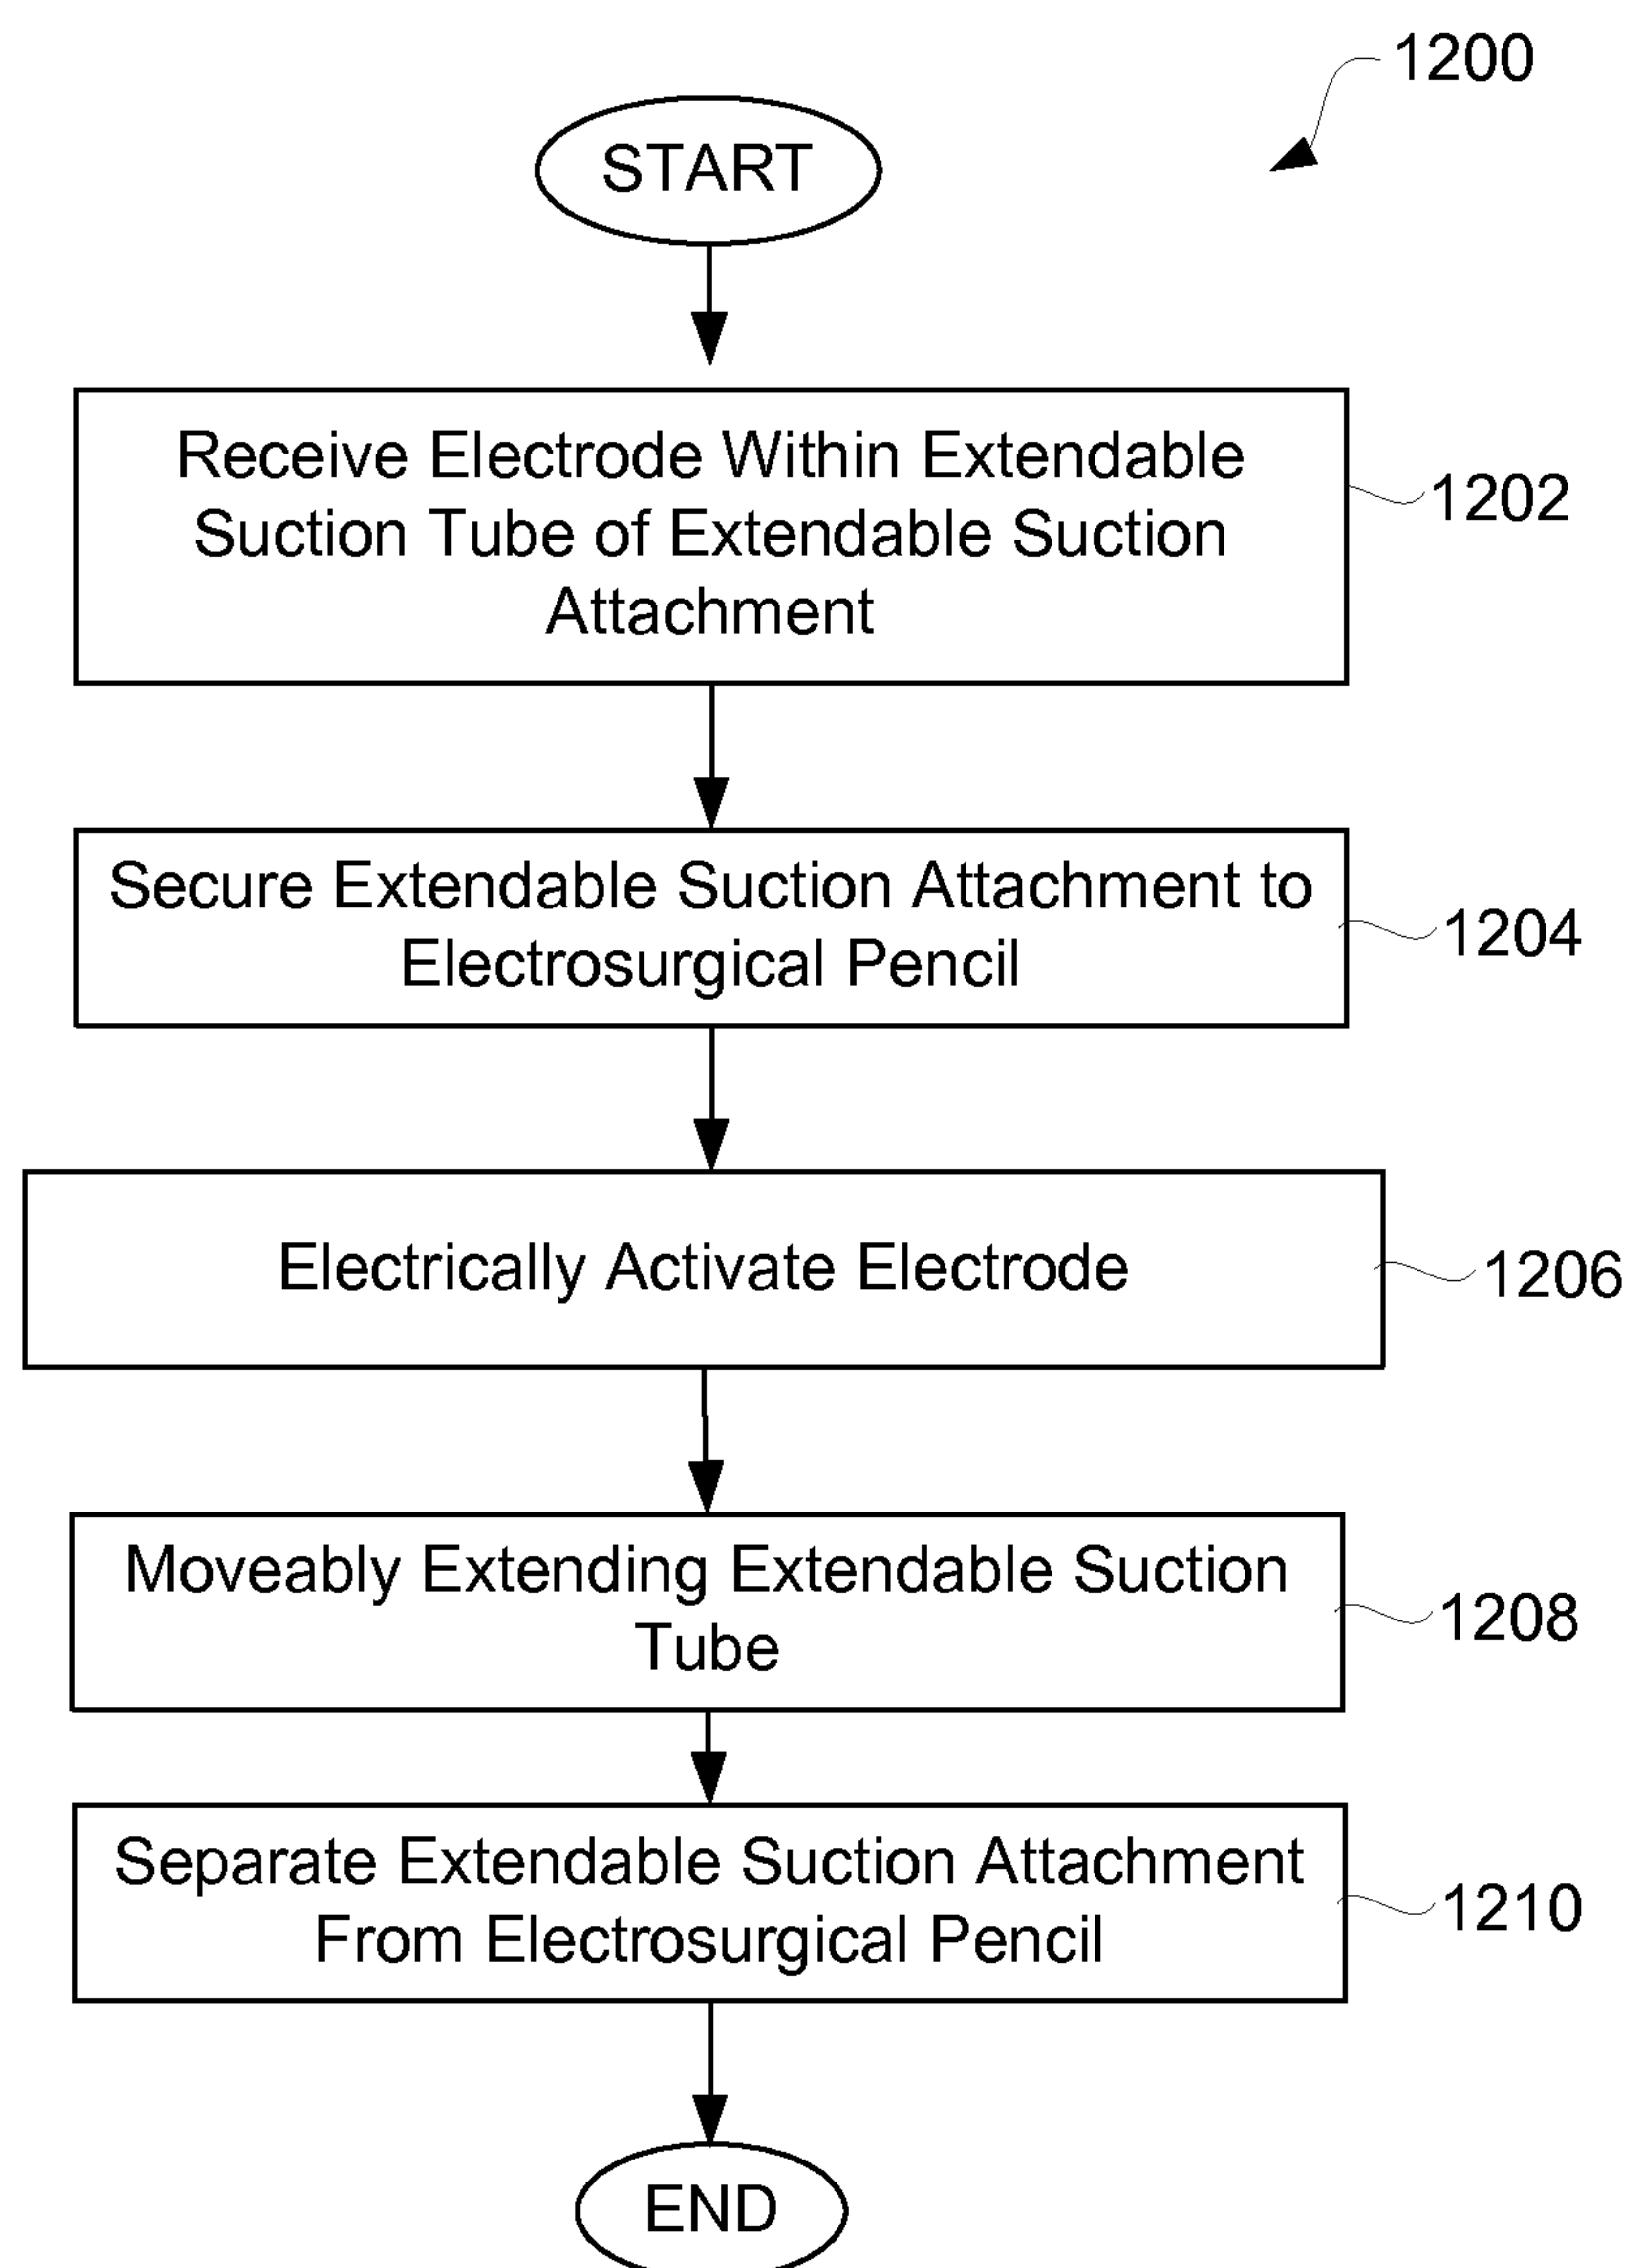 1200
START
Receive Electrode Within Extendable
Suction Tube of Extendable Suction
Attachment
1202
Secure Extendable Suction Attachment to
Electrosurgical Pencil
1204
Electrically Activate Electrode
1206
Moveably Extending Extendable Suction
Tube
1208
Separate Extendable Suction Attachment
From Electrosurgical Pencil
1210
END